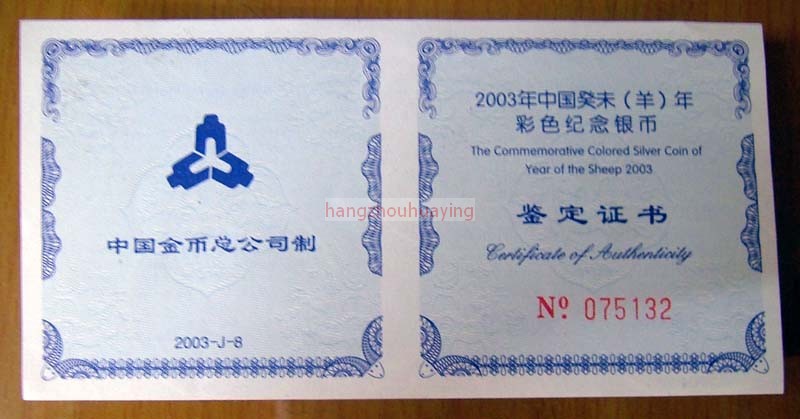 中国金币总公司制
2003-J-8
2003年中国癸未（羊）年
彩色纪念银币
The Commemorative Colored Silver Coin of
Year of the Sheep 2003
鉴定证书
Certificate of Authenticity
Nº 075132
hangzhouhuaying